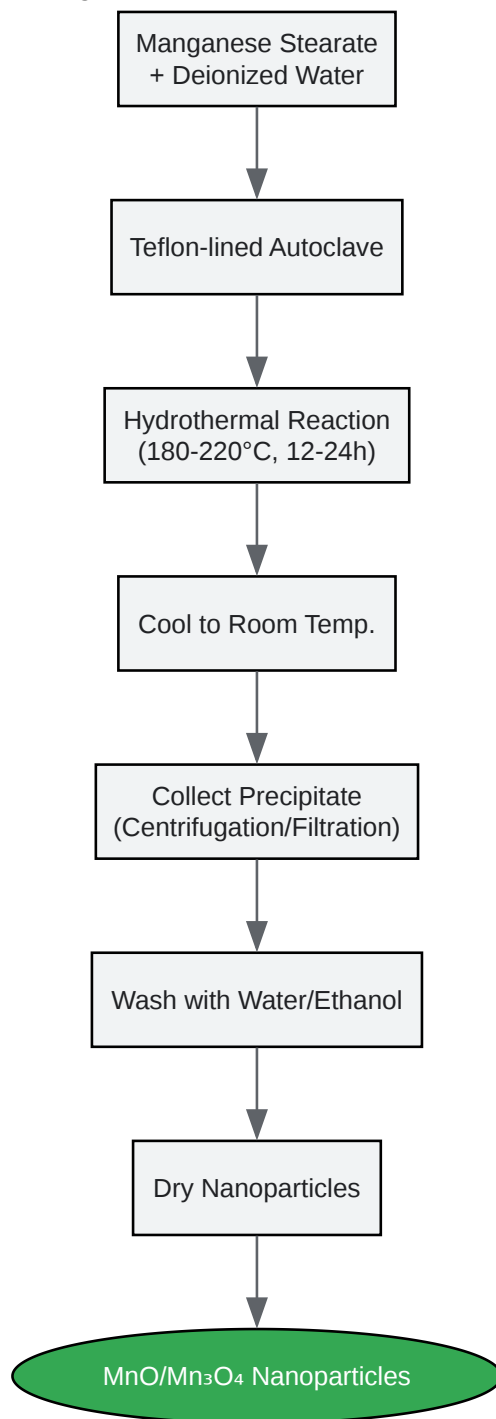 Manganese Stearate
+ Deionized Water
Teflon-lined Autoclave
Hydrothermal Reaction
(180-220°C, 12-24h)
Cool to Room Temp.
Collect Precipitate
(Centrifugation/Filtration)
Wash with Water/Ethanol
Dry Nanoparticles
MnO/Mn₃O₄ Nanoparticles